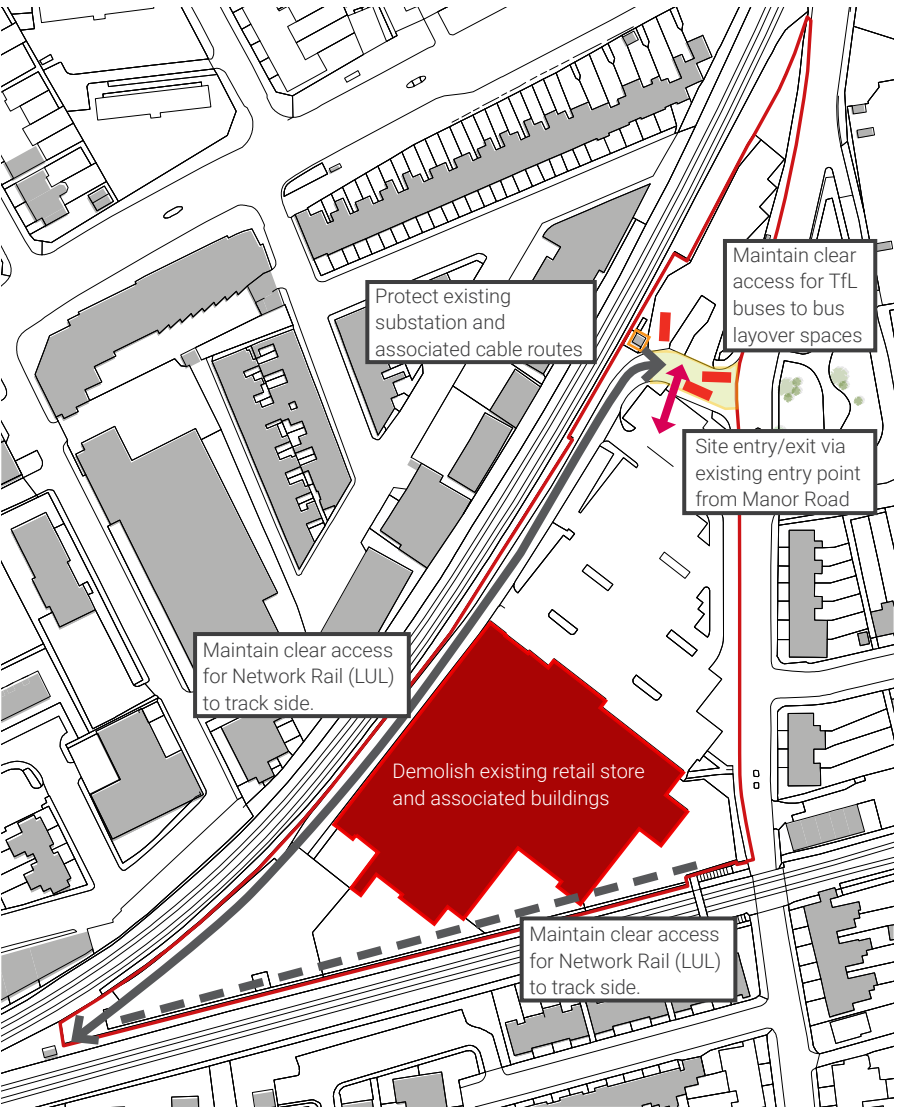 Maintain clear
access for TfL
buses to bus
layover spaces
Protect existing
substation and
associated cable routes
Site entry/exit via
existing entry point
from Manor Road
Maintain clear access
for Network Rail (LUL)
to track side.
Demolish existing retail store
and associated buildings
Maintain clear access
for Network Rail (LUL)
to track side.